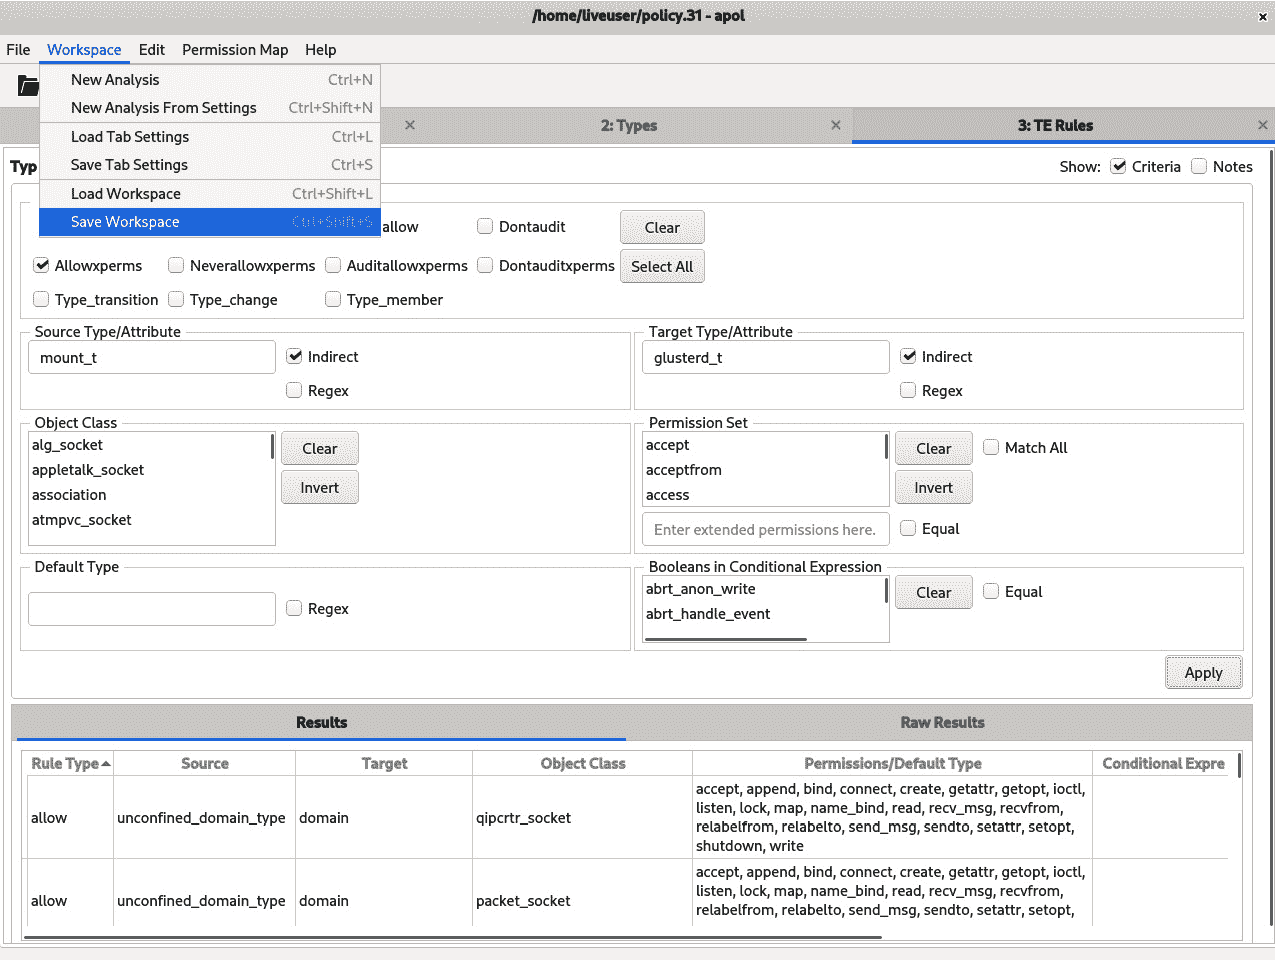 /home/liveuser/policy.31 - apol
File Workspace Edit Permission Map Help
New Analysis Ctrl+N
New Analysis From Settings Ctrl+Shift+N
Load Tab Settings Ctrl+L
Save Tab Settings Ctrl+S
Load Workspace Ctrl+Shift+L
Save Workspace Ctrl+Shift+S
2: Types
3: TE Rules
Typ
Show: Criteria Notes
allow Dontaudit Clear
Allowxperms Neverallowxperms Auditallowxperms Dontauditxperms Select All
Type_transition Type_change Type_member
Source Type/Attribute
mount_t Indirect
Regex
Target Type/Attribute
glusterd_t Indirect
Regex
Object Class
alg_socket
appletalk_socket
association
atmpvc_socket
Clear
Invert
Permission Set
accept
acceptfrom
access
Clear
Match All
Invert
Enter extended permissions here. Equal
Default Type
Regex
Booleans in Conditional Expression
abrt_anon_write
abrt_handle_event
Clear
Equal
Apply
Results Raw Results
Rule Type Source Target Object Class Permissions/Default Type Conditional Expre
allow unconfined_domain_type domain qipcrtr_socket
accept, append, bind, connect, create, getattr, getopt, ioctl,
listen, lock, map, name_bind, read, recv_msg, recvfrom,
relabelfrom, relabelto, send_msg, sendto, setattr, setopt,
shutdown, write
allow unconfined_domain_type domain packet_socket
accept, append, bind, connect, create, getattr, getopt, ioctl,
listen, lock, map, name_bind, read, recv_msg, recvfrom,
relabelfrom, relabelto, send_msg, sendto, setattr, setopt,